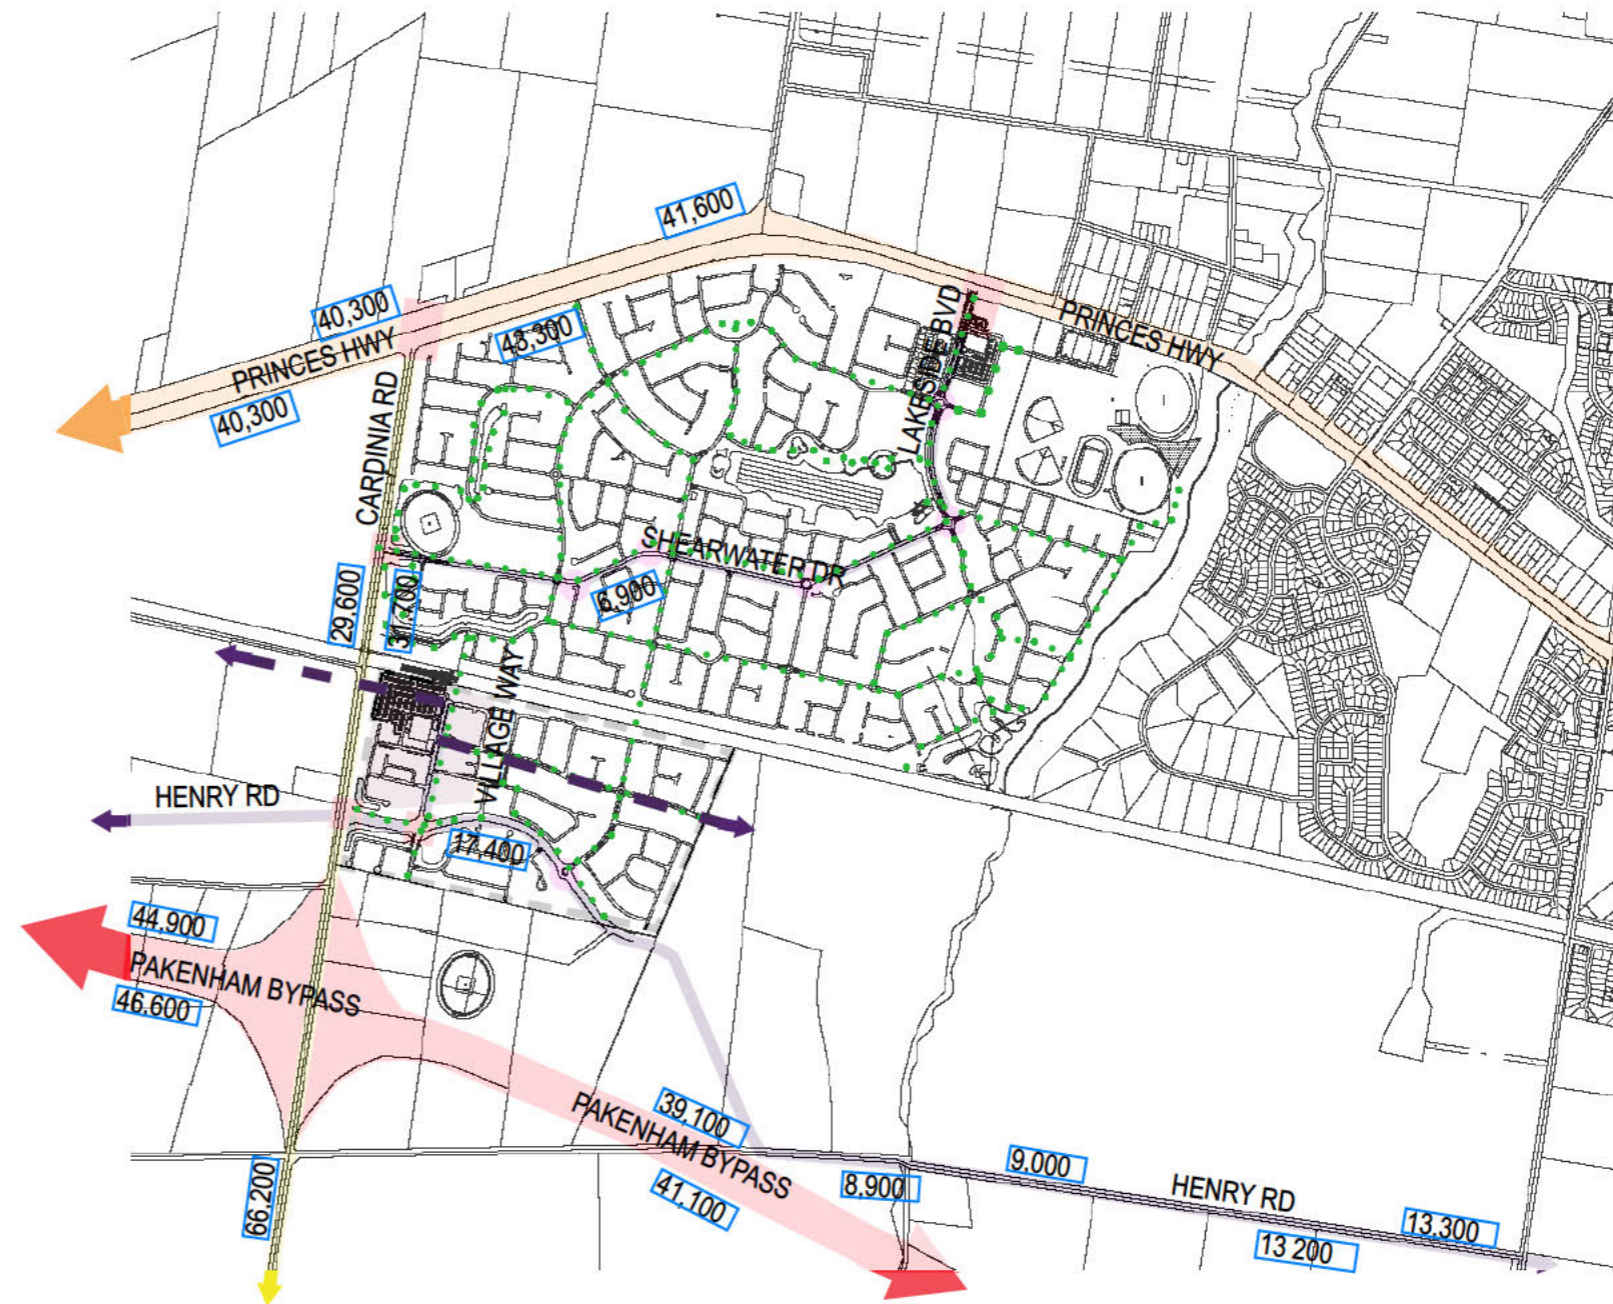 41,600
40,300
PRINCES HWY
40,300
43,300
LAKESIDE BVD
PRINCES HWY
CARDINIA RD
SHEARWATER DR
6,900
29,600
31,700
VILLAGE WAY
HENRY RD
17,400
44,900
PAKENHAM BYPASS
46.600
39,100
PAKENHAM BYPASS
41,100
66,200
9.000
8,900
HENRY RD
13,300
13 200